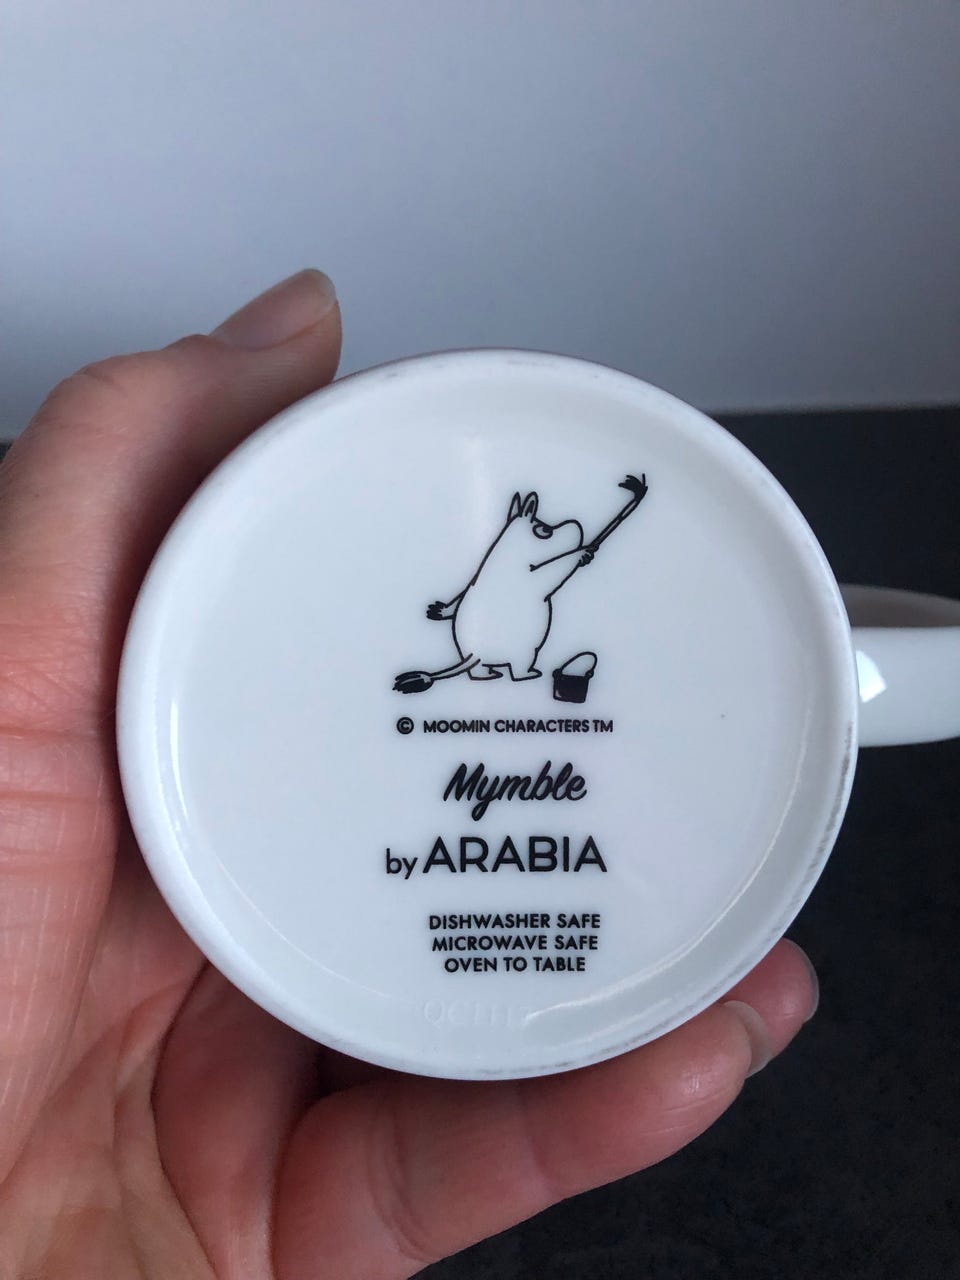 © MOOMIN CHARACTERS TM
Mymble
by ARABIA
DISHWASHER SAFE
MICROWAVE SAFE
OVEN TO TABLE